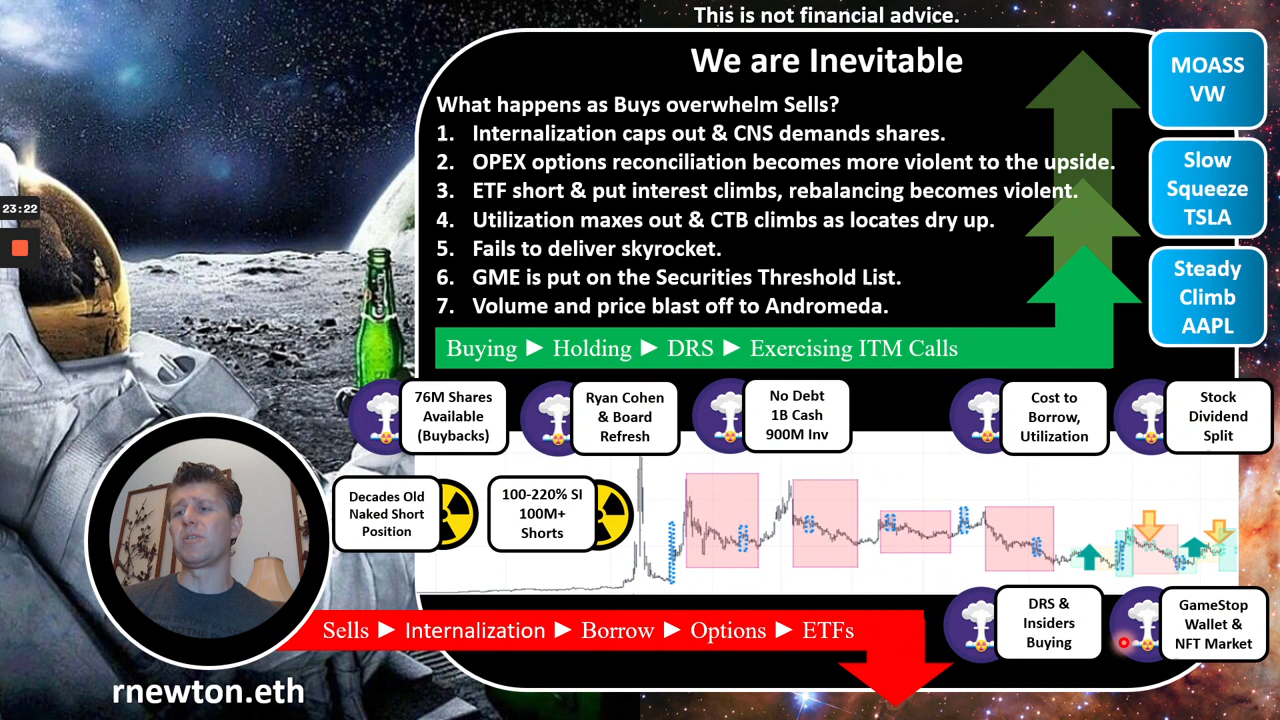 This is not financial advice.
We are Inevitable
What happens as Buys overwhelm Sells?
1. Internalization caps out & CNS demands shares.
2. OPEX options reconciliation becomes more violent to the upside.
3. ETF short & put interest climbs, rebalancing becomes violent.
4. Utilization maxes out & CTB climbs as locates dry up.
5. Fails to deliver skyrocket.
6. GME is put on the Securities Threshold List.
7. Volume and price blast off to Andromeda.
Buying ► Holding ► DRS ► Exercising ITM Calls
MOASS
VW
Slow
Squeeze
TSLA
Steady
Climb
AAPL
23:22
76M Shares
Available
(Buybacks)
Ryan Cohen
& Board
Refresh
No Debt
1B Cash
900M Inv
Cost to
Borrow,
Utilization
Stock
Dividend
Split
Decades Old
Naked Short
Position
100-220% SI
100M+
Shorts
DRS &
Insiders
Buying
GameStop
Wallet &
NFT Market
Sells ► Internalization ► Borrow ► Options ► ETFs
rnewton.eth